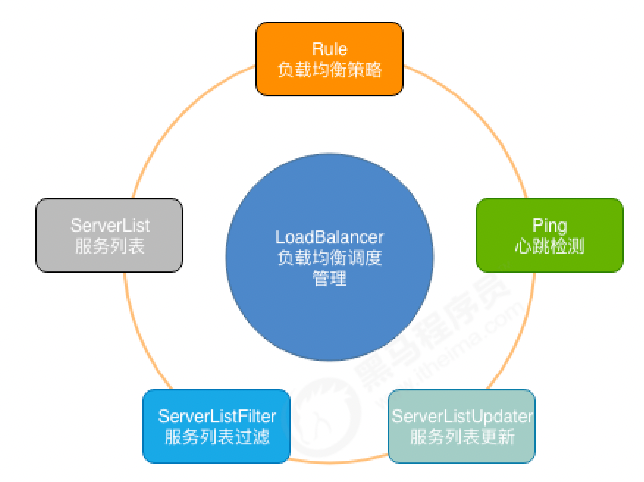 Rule
负载均衡策略
ServerList
服务列表
Ping
心跳检测
LoadBalancer
负载均衡调度
管理
ServerListFilter
服务列表过滤
ServerListUpdater
服务列表更新
黑马程序员
itheima.com